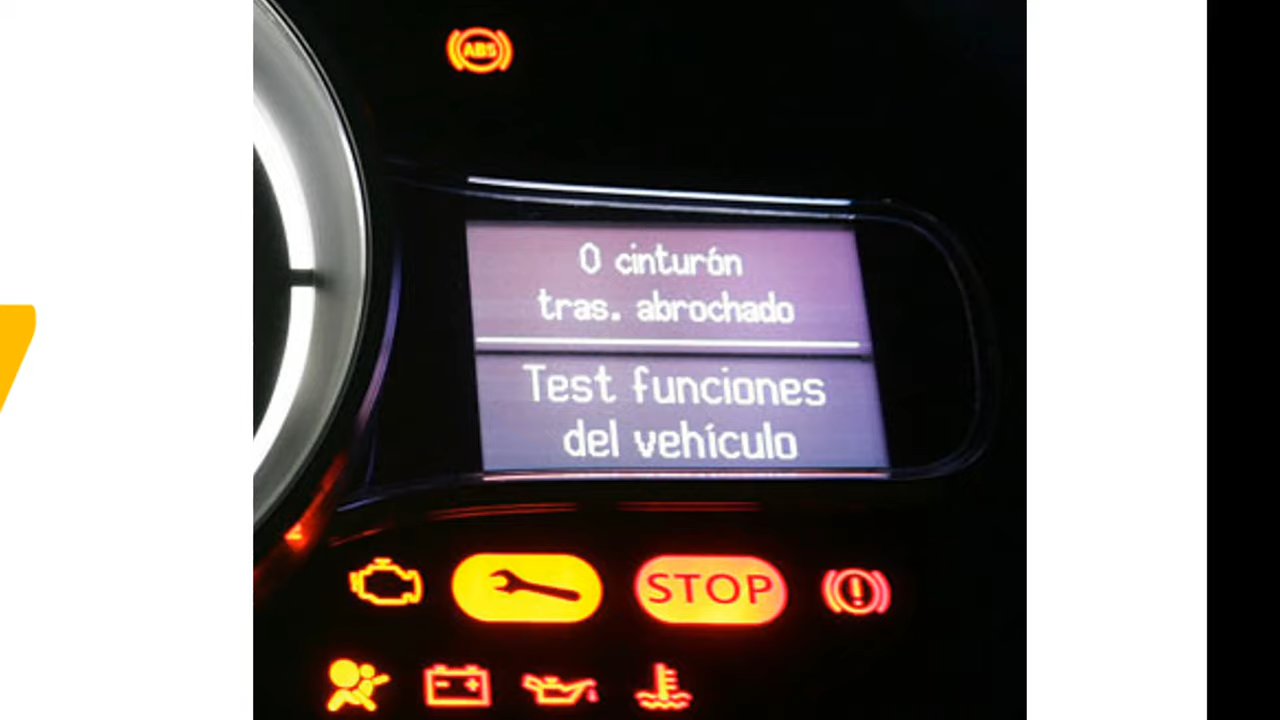 ABS
0 cinturón
tras. abrochado
Test funciones
del vehículo
STOP